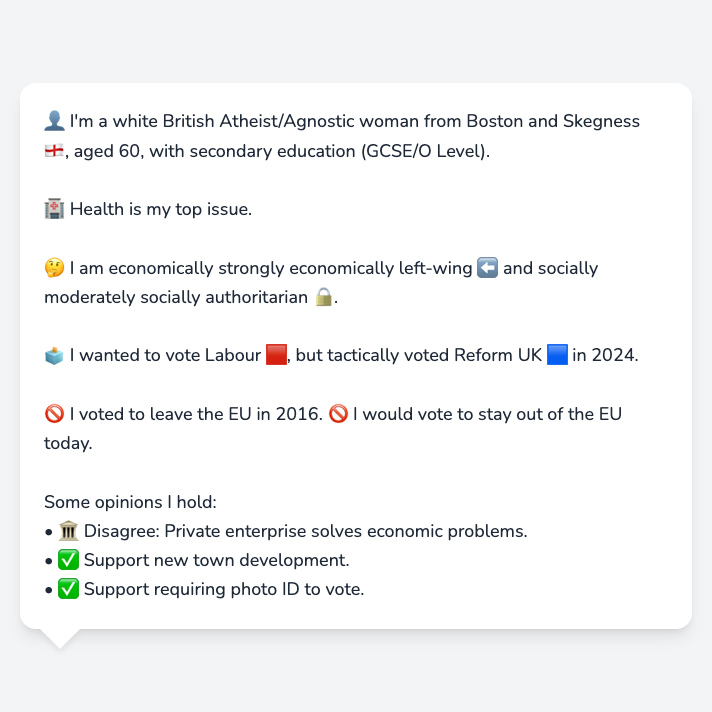 👤 I'm a white British Atheist/Agnostic woman from Boston and Skegness
🏴󠁧󠁢󠁥󠁮󠁧󠁿, aged 60, with secondary education (GCSE/O Level).
🏥 Health is my top issue.
🤔 I am economically strongly economically left-wing ⬅️ and socially
moderately socially authoritarian 🔒.
🗳️ I wanted to vote Labour 🟥, but tactically voted Reform UK 🟦 in 2024.
🚫 I voted to leave the EU in 2016. 🚫 I would vote to stay out of the EU
today.
Some opinions I hold:
• 🏛️ Disagree: Private enterprise solves economic problems.
• ✅ Support new town development.
• ✅ Support requiring photo ID to vote.